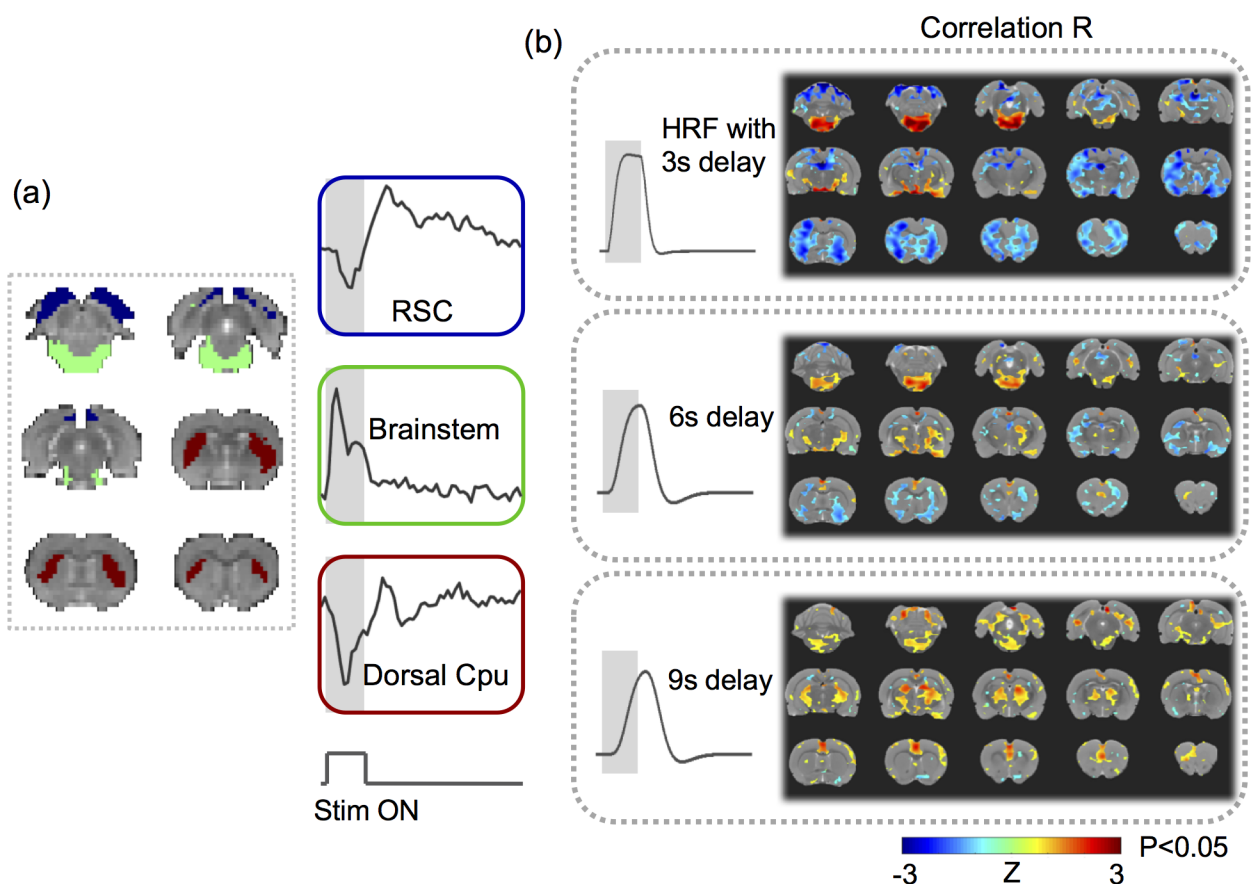 (a)
RSC
Brainstem
Dorsal Cpu
Stim ON
(b)
Correlation R
HRF with
3s delay
6s delay
9s delay
-3
Z
3
P<0.05